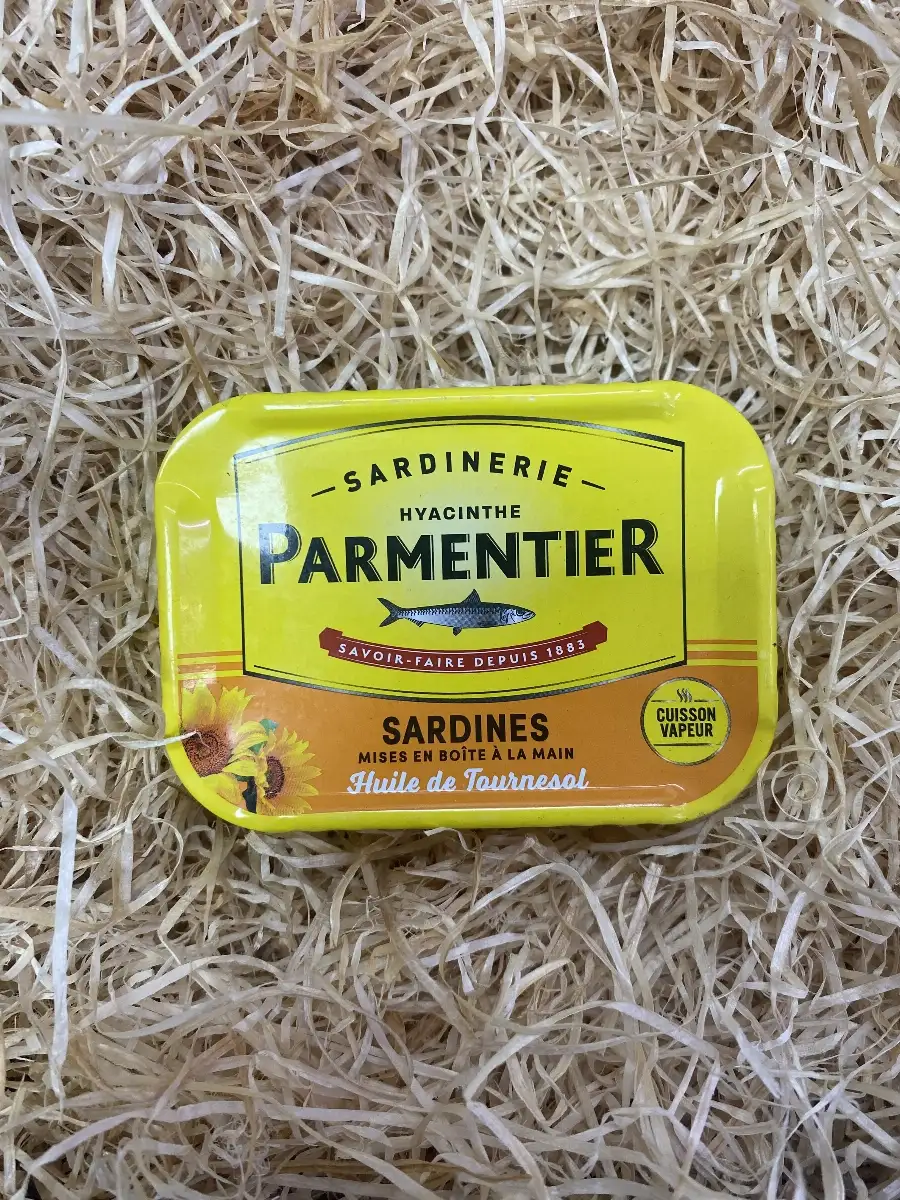 SARDINERIE
HYACINTHE
PARMENTIER
SAVOIR-FAIRE DEPUIS 1883
SARDINES
MISES EN BOÎTE À LA MAIN
Huile de Tournesol
CUISSON
VAPEUR